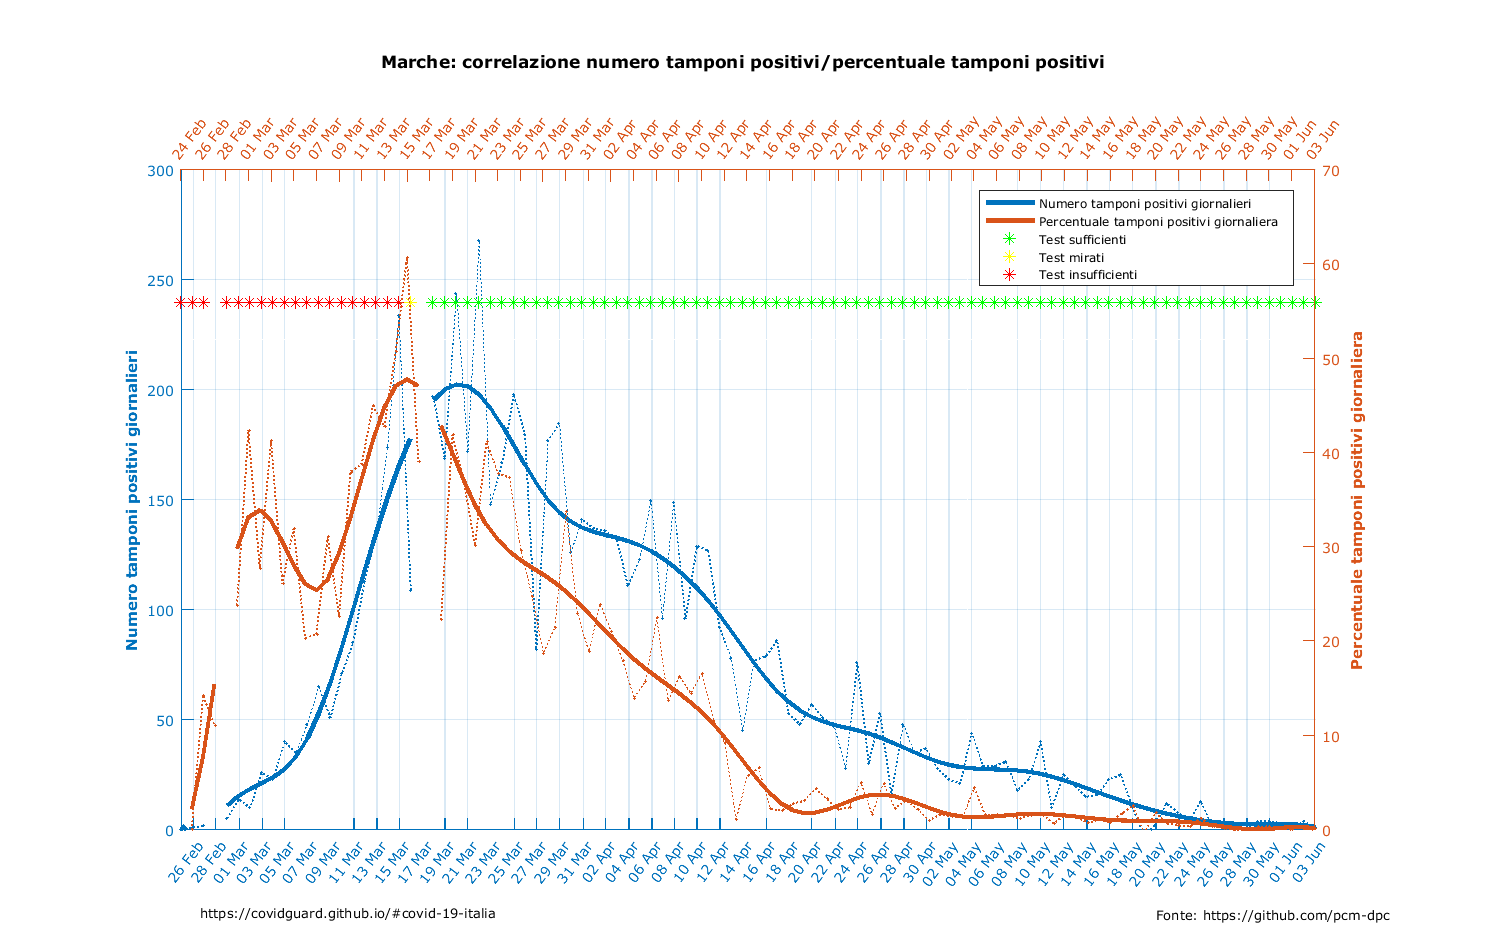 Marche: correlazione numero tamponi positivi/percentuale tamponi positivi
24 Feb 26 Feb 28 Feb 01 Mar 03 Mar 05 Mar 07 Mar 09 Mar 11 Mar 13 Mar 15 Mar 17 Mar 19 Mar 21 Mar 23 Mar 25 Mar 27 Mar 29 Mar 31 Mar 02 Apr 04 Apr 06 Apr 08 Apr 10 Apr 12 Apr 14 Apr 16 Apr 18 Apr 20 Apr 22 Apr 24 Apr 26 Apr 28 Apr 30 Apr 02 May 04 May 06 May 08 May 10 May 12 May 14 May 16 May 18 May 20 May 22 May 24 May 26 May 28 May 30 May 01 Jun 03 Jun
300
250
200
150
100
50
0
Numero tamponi positivi giornalieri
Numero tamponi positivi giornalieri
Percentuale tamponi positivi giornaliera
Test sufficienti
Test mirati
Test insufficienti
70
60
50
40
30
20
10
0
Percentuale tamponi positivi giornaliera
26 Feb 28 Feb 01 Mar 03 Mar 05 Mar 07 Mar 09 Mar 11 Mar 13 Mar 15 Mar 17 Mar 19 Mar 21 Mar 23 Mar 25 Mar 27 Mar 29 Mar 31 Mar 02 Apr 04 Apr 06 Apr 08 Apr 10 Apr 12 Apr 14 Apr 16 Apr 18 Apr 20 Apr 22 Apr 24 Apr 26 Apr 28 Apr 30 Apr 02 May 04 May 06 May 08 May 10 May 12 May 14 May 16 May 18 May 20 May 22 May 24 May 26 May 28 May 30 May 01 Jun 03 Jun
https://covidguard.github.io/#covid-19-italia
Fonte: https://github.com/pcm-dpc